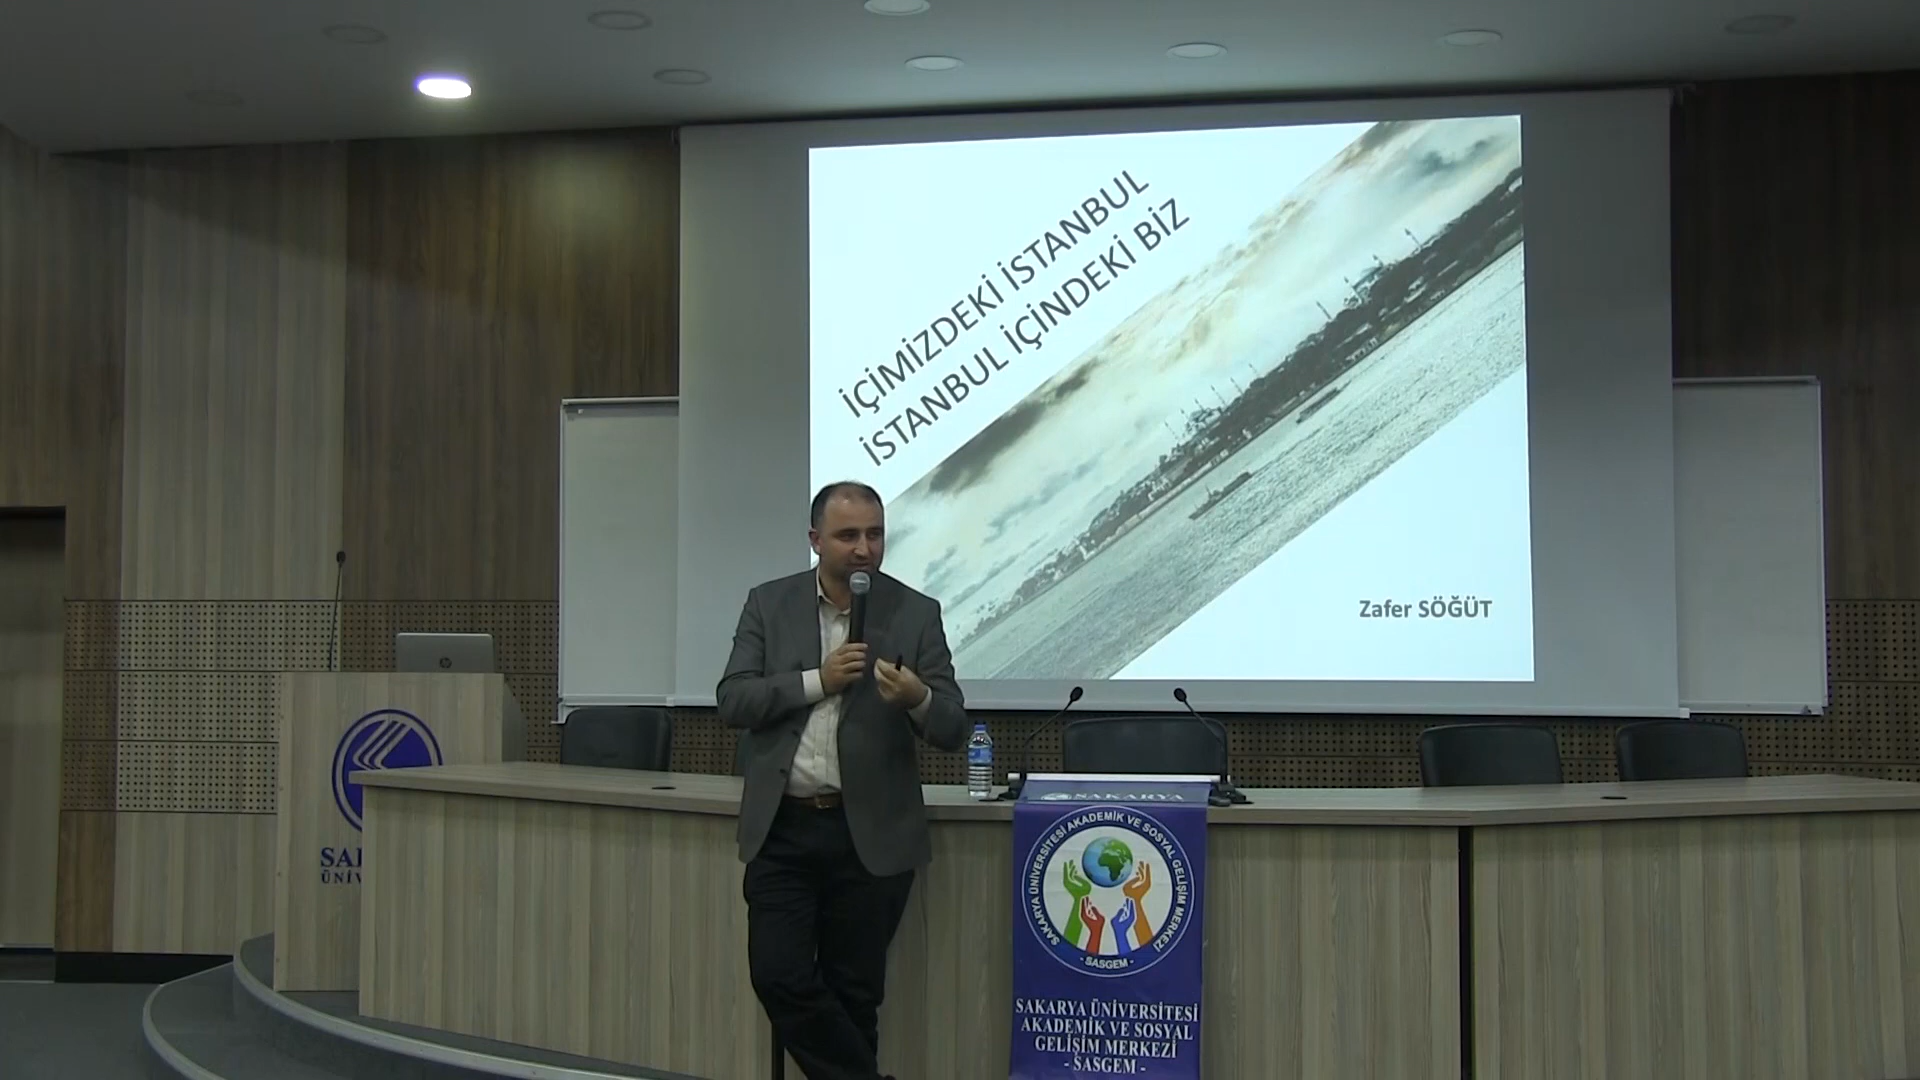 İÇİMİZDEKİ İSTANBUL
İSTANBUL İÇİNDEKİ BİZ
Zafer SÖĞÜT
hp
SAKARYA
SAKARYA ÜNİVERSİTESİ AKADEMİK VE SOSYAL GELİŞİM MERKEZİ
- SASGEM -
SAKARYA ÜNİVERSİTESİ
AKADEMİK VE SOSYAL
GELİŞİM MERKEZİ
- SASGEM -